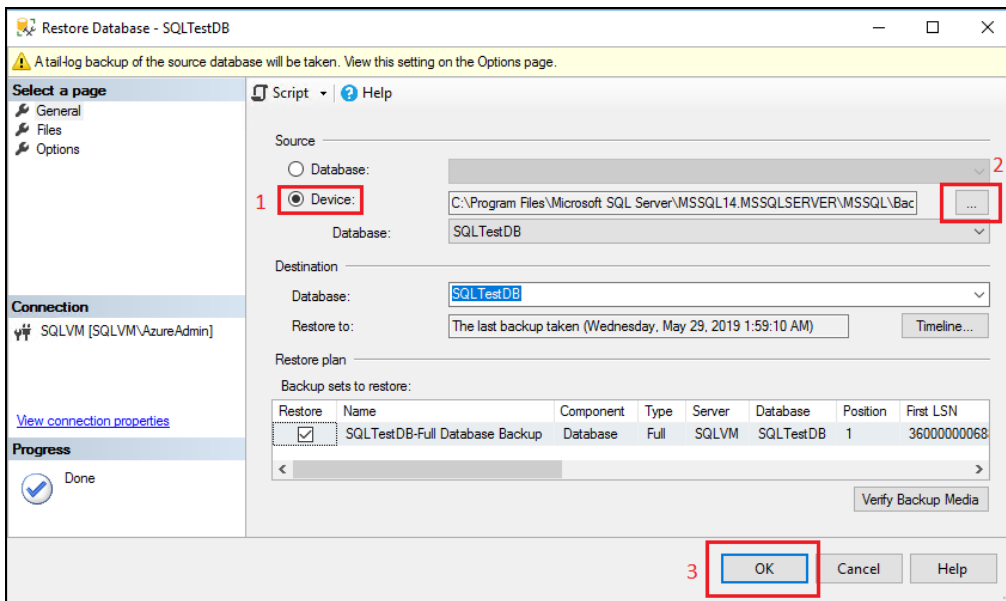 Restore Database - SQLTestDB
A tail-log backup of the source database will be taken. View this setting on the Options page.
Select a page
General
Files
Options
Script Help
Source
Database:
1 Device: C:\Program Files\Microsoft SQL Server\MSSQL14.MSSQLSERVER\MSSQL\Bac ... 2
Database: SQLTestDB
Destination
Database: SQLTestDB
Restore to: The last backup taken (Wednesday, May 29, 2019 1:59:10 AM) Timeline...
Restore plan
Backup sets to restore:
Restore Name Component Type Server Database Position First LSN
SQLTestDB-Full Database Backup Database Full SQLVM SQLTestDB 1 36000000068
Verify Backup Media
Connection
SQLVM [SQLVM\AzureAdmin]
View connection properties
Progress
Done
3 OK Cancel Help